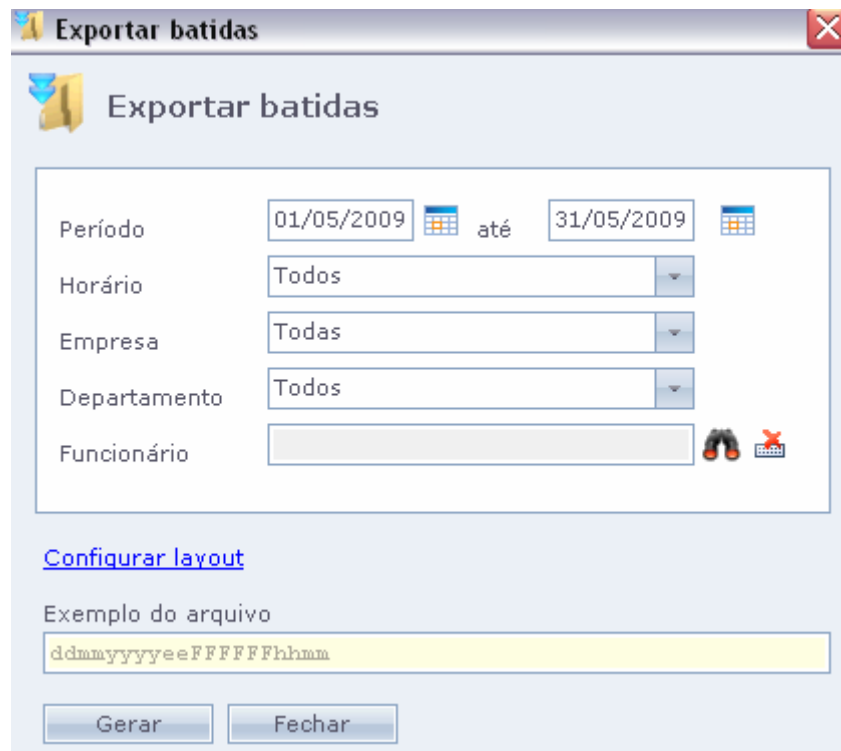 Exportar batidas
Exportar batidas
Período 01/05/2009 até 31/05/2009
Horário Todos
Empresa Todas
Departamento Todos
Funcionário
Configurar layout
Exemplo do arquivo
ddmmyyyyeeFFFFFFhhmm
Gerar Fechar